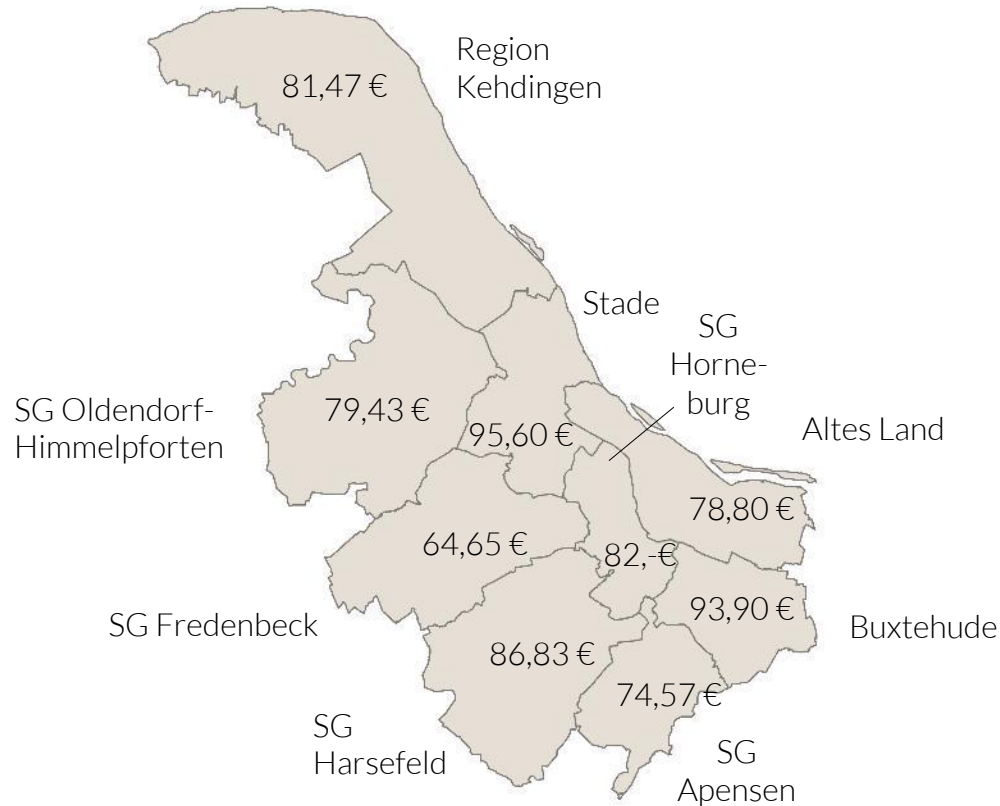 Region
Kehdingen
81,47 €
Stade
SG
Horne-
burg
SG Oldendorf-
Himmelpforten
79,43 €
95,60 €
Altes Land
78,80 €
64,65 €
82,-€
SG Fredenbeck
93,90 €
Buxtehude
86,83 €
74,57 €
SG
Harsefeld
SG
Apensen